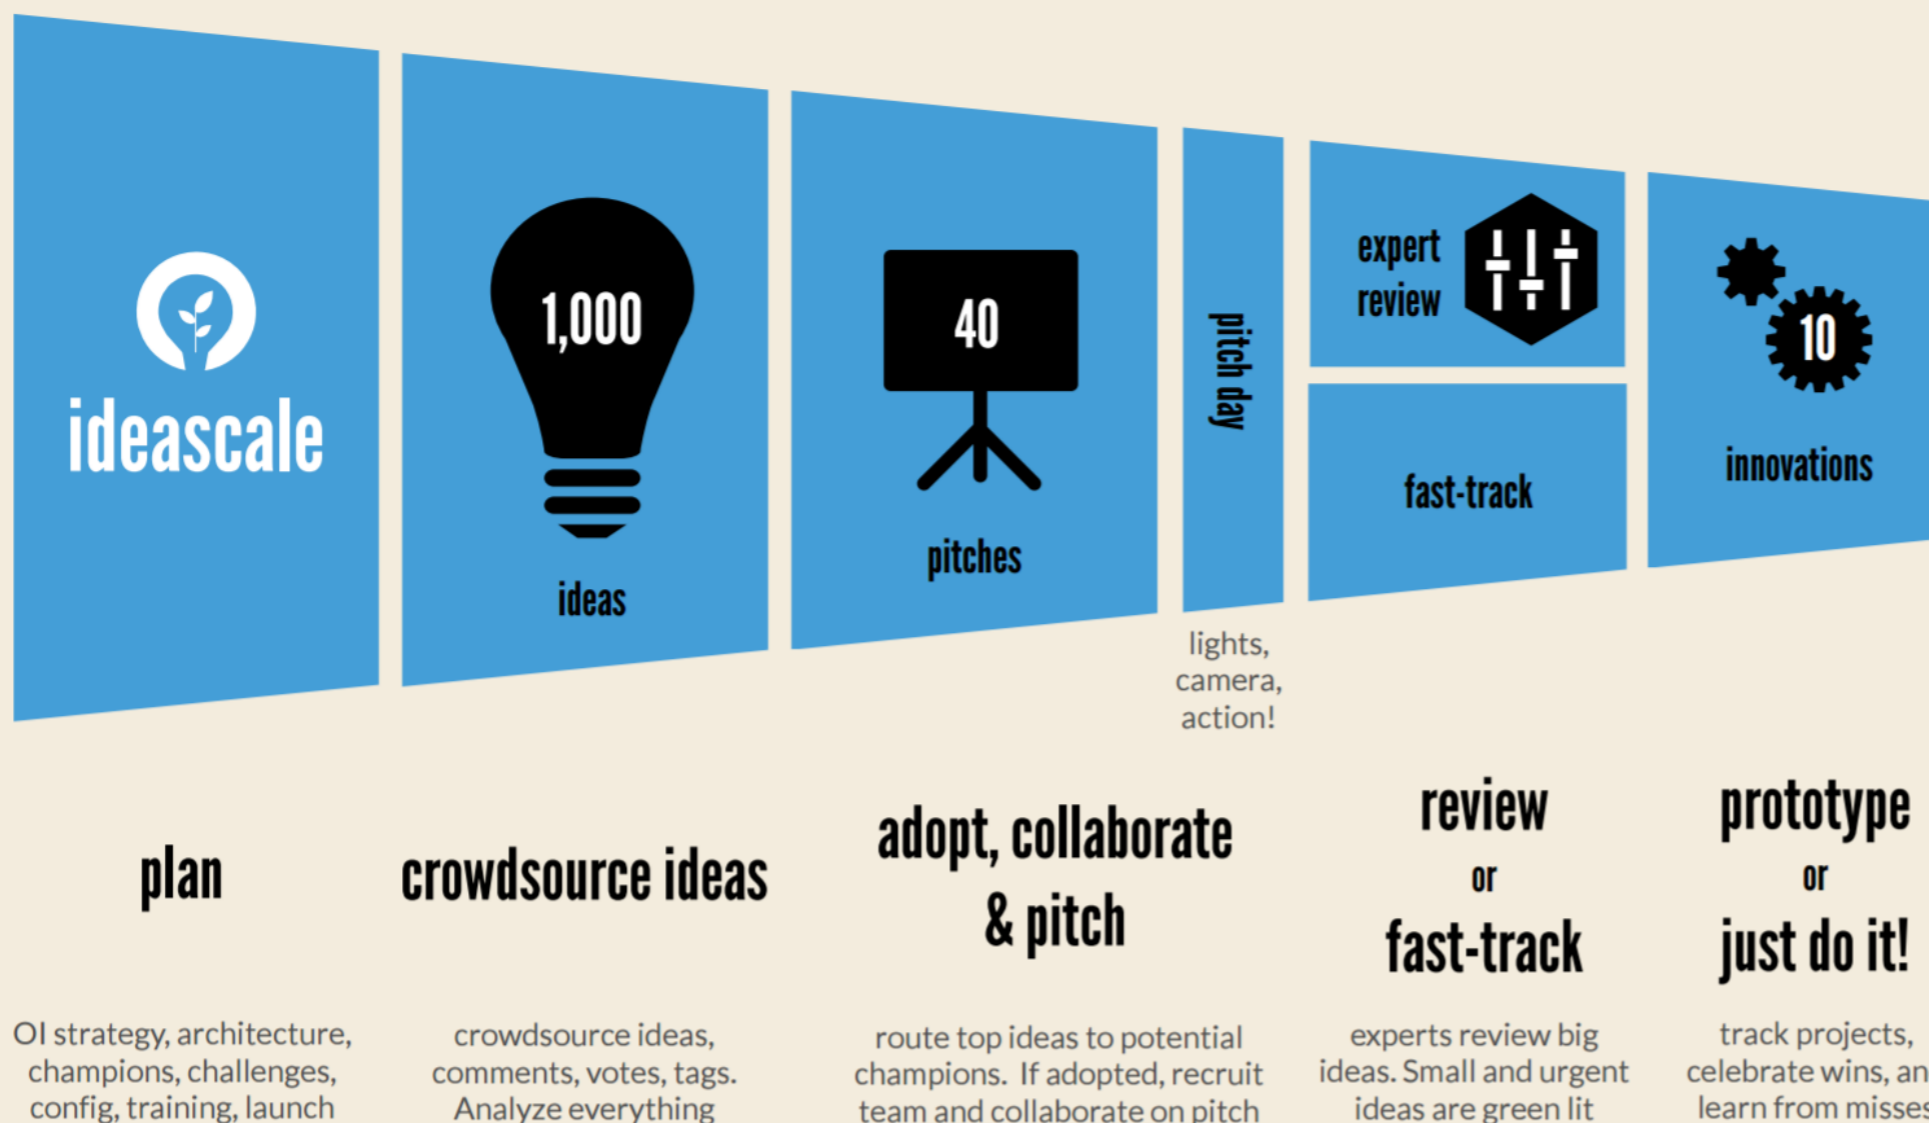 ideascale
1,000
ideas
40
pitches
pitch day
lights,
camera,
action!
expert
review
fast-track
10
innovations
plan
OI strategy, architecture,
champions, challenges,
config, training, launch
crowdsource ideas
crowdsource ideas,
comments, votes, tags.
Analyze everything
adopt, collaborate
& pitch
route top ideas to potential
champions. If adopted, recruit
team and collaborate on pitch
review
or
fast-track
experts review big
ideas. Small and urgent
ideas are green lit
prototype
or
just do it!
track projects,
celebrate wins, an
learn from misses